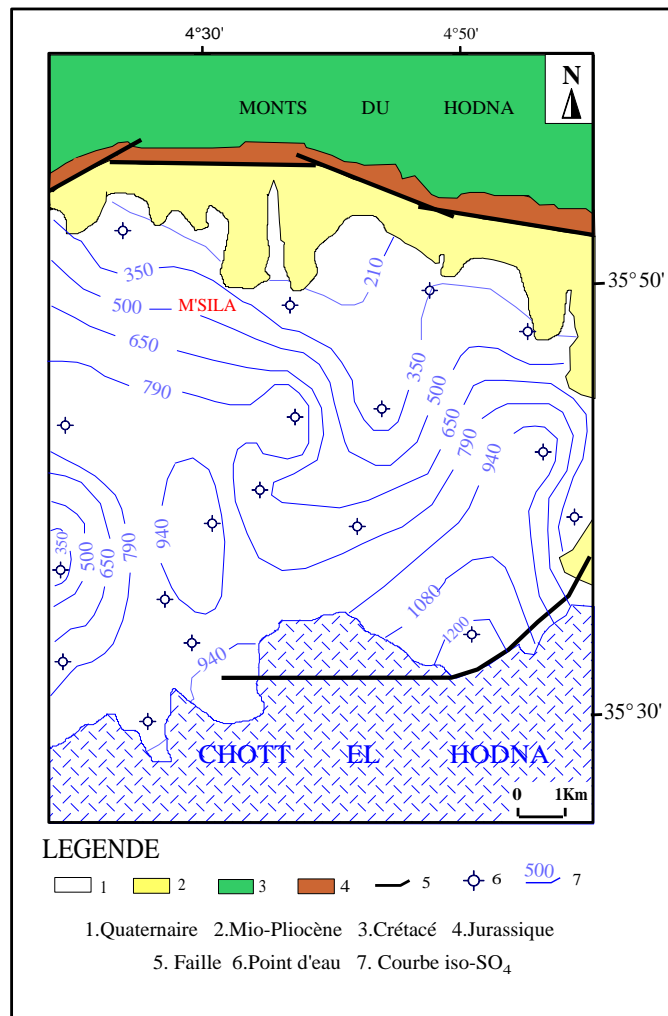 4°30' 4°50'
N
MONTS DU HODNA
35°50'
210
350
500
M'SILA
650
790
350
500
650
790
940
350
500
650
790
940
1080
1200
940
35°30'
CHOTT EL HODNA
0 1Km
LEGENDE
1 2 3 4 5 6 500 7
1.Quaternaire 2.Mio-Pliocène 3.Crétacé 4.Jurassique
5. Faille 6.Point d'eau 7. Courbe iso-SO₄